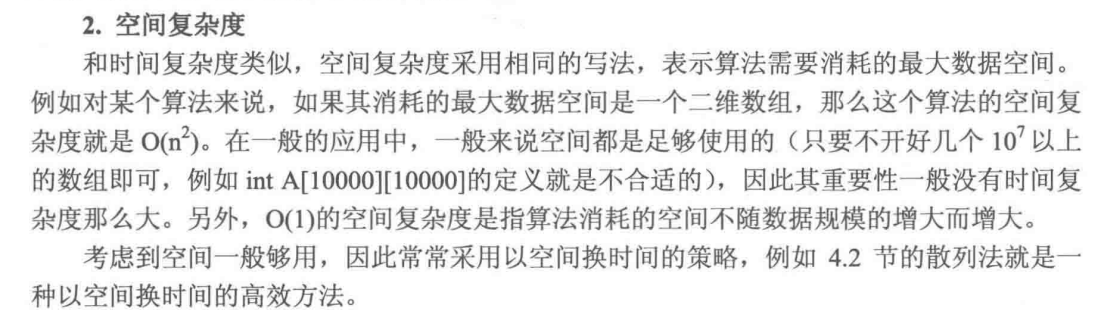 2. 空间复杂度
和时间复杂度类似，空间复杂度采用相同的写法，表示算法需要消耗的最大数据空间。
例如对某个算法来说，如果其消耗的最大数据空间是一个二维数组，那么这个算法的空间复
杂度就是 O(n²)。在一般的应用中，一般来说空间都是足够使用的（只要不开好几个 10⁷ 以上
的数组即可，例如 int A[10000][10000]的定义就是不合适的），因此其重要性一般没有时间复
杂度那么大。另外，O(1)的空间复杂度是指算法消耗的空间不随数据规模的增大而增大。
考虑到空间一般够用，因此常常采用以空间换时间的策略，例如 4.2 节的散列法就是一
种以空间换时间的高效方法。